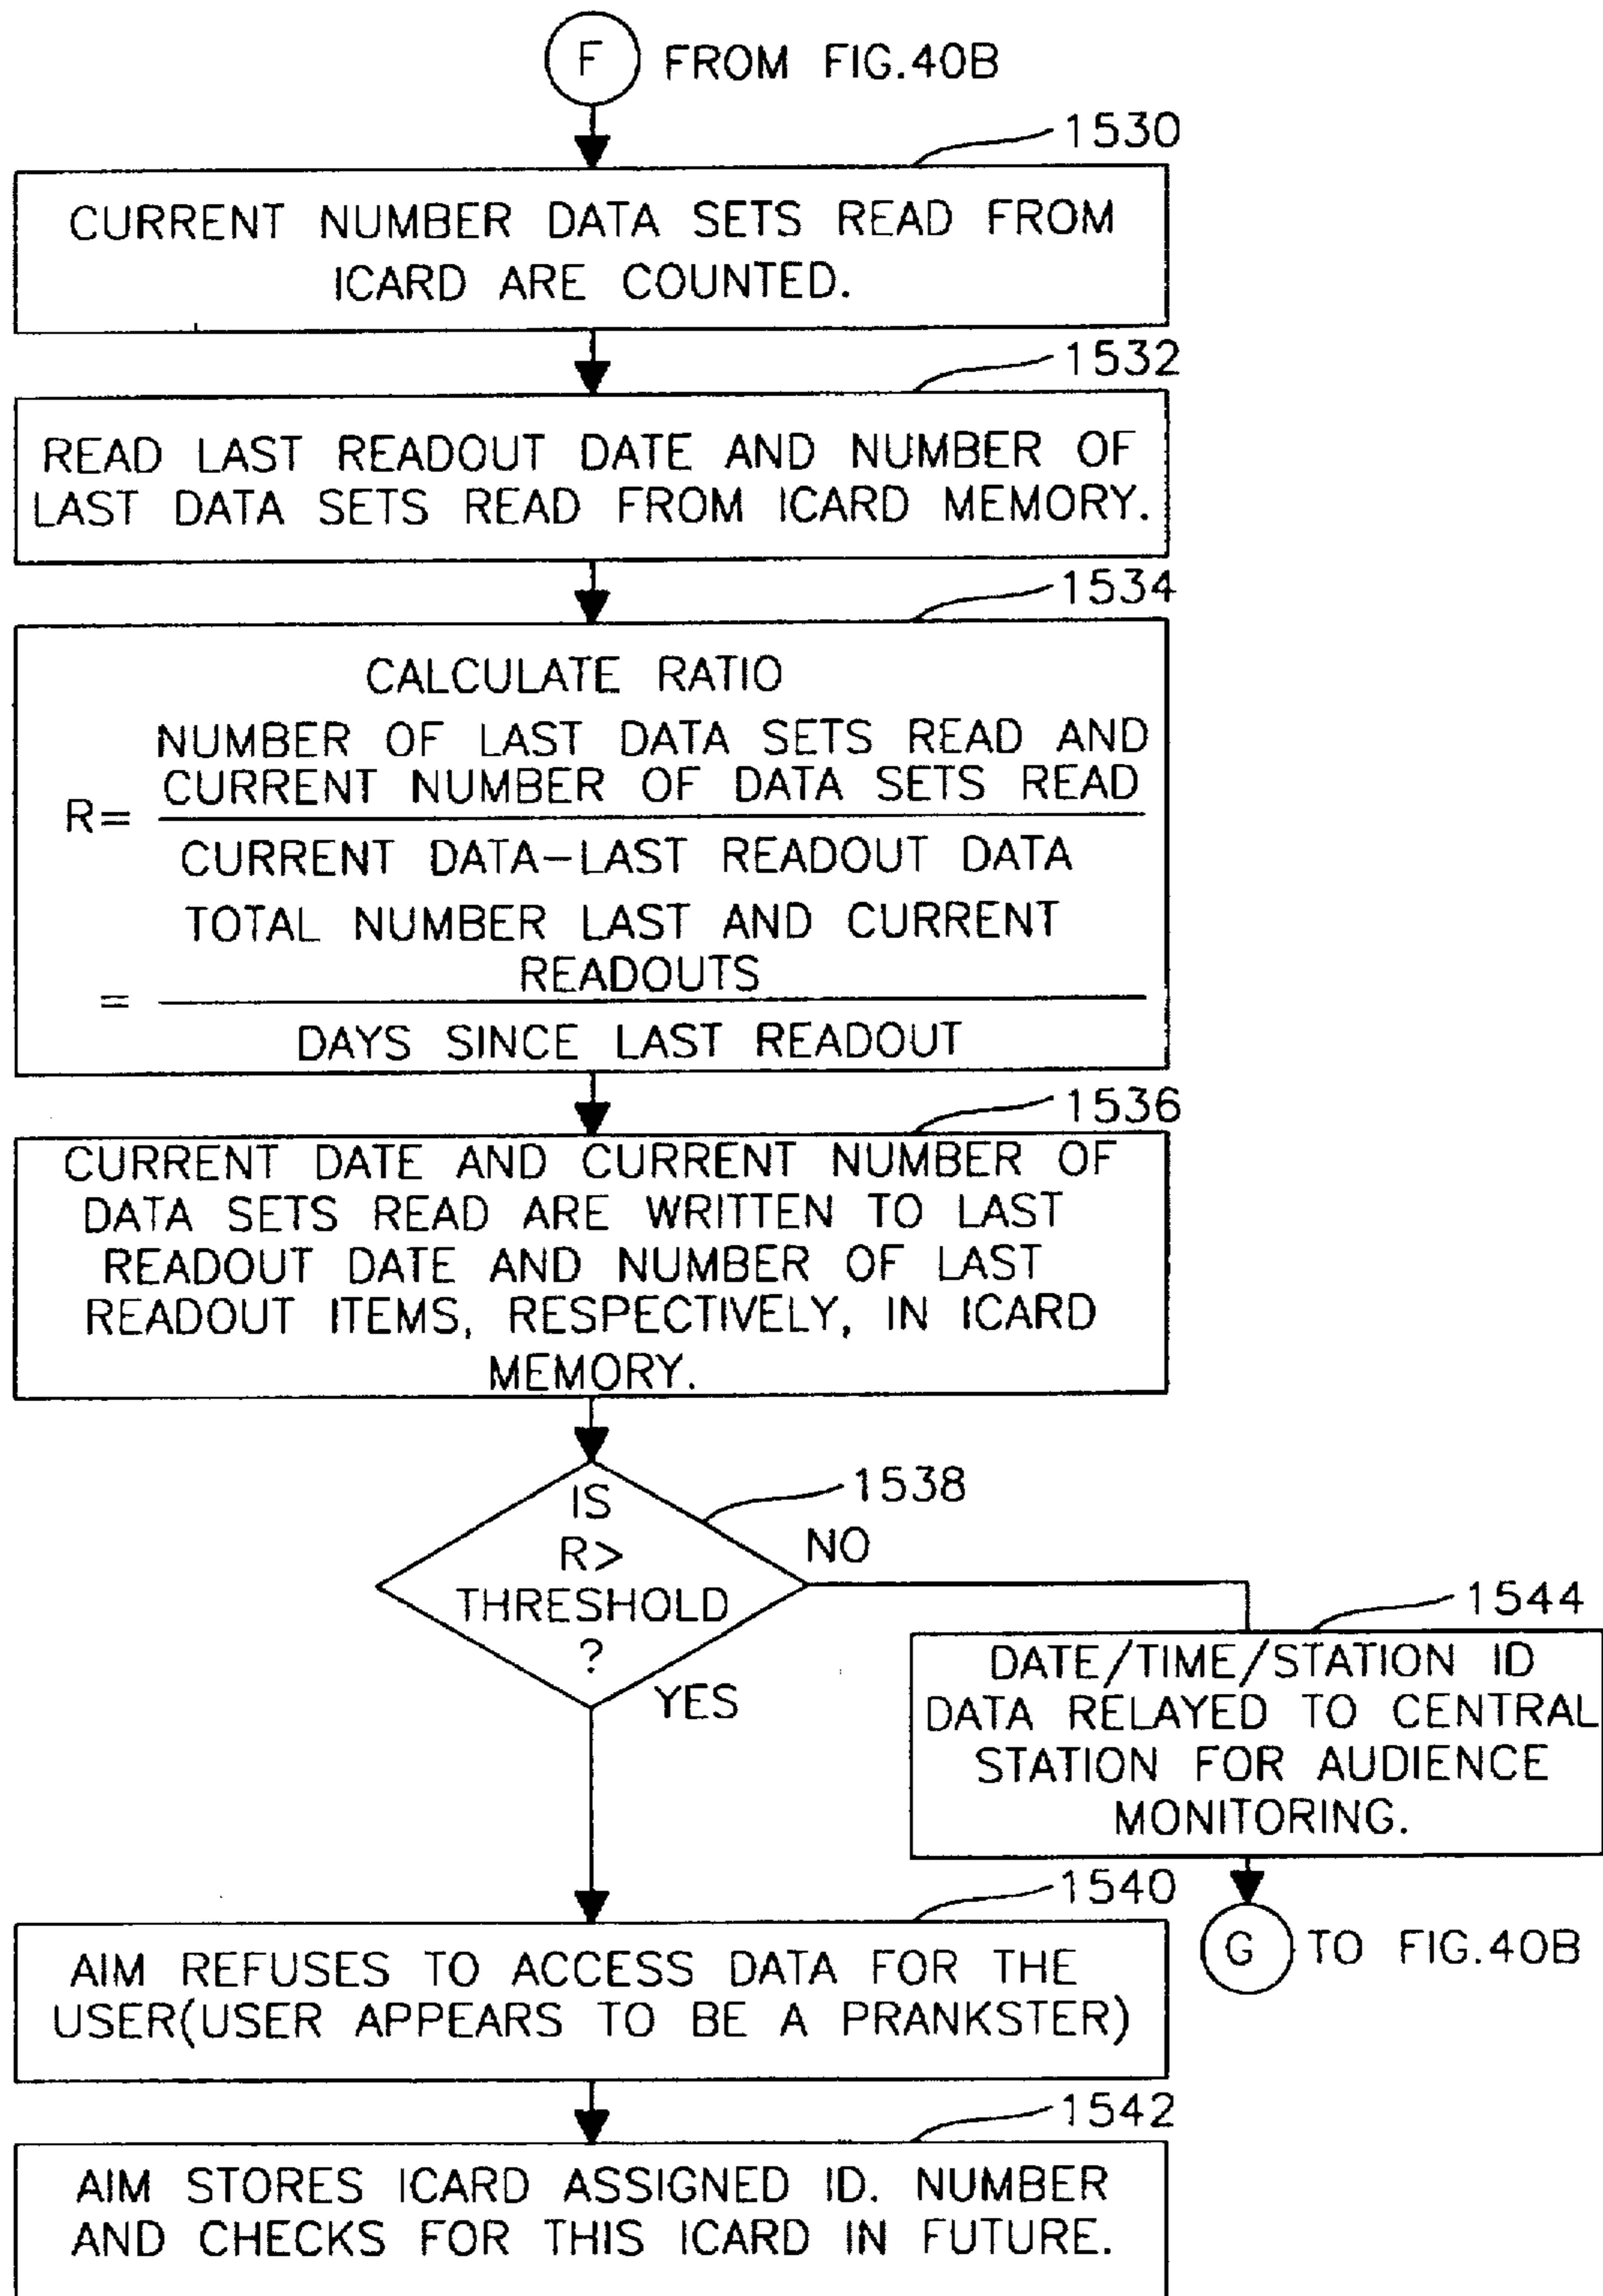 F FROM FIG.40B
1530
CURRENT NUMBER DATA SETS READ FROM
ICARD ARE COUNTED.
1532
READ LAST READOUT DATE AND NUMBER OF
LAST DATA SETS READ FROM ICARD MEMORY.
1534
CALCULATE RATIO
NUMBER OF LAST DATA SETS READ AND
CURRENT NUMBER OF DATA SETS READ
R=
CURRENT DATA-LAST READOUT DATA
TOTAL NUMBER LAST AND CURRENT
READOUTS
=
DAYS SINCE LAST READOUT
1536
CURRENT DATE AND CURRENT NUMBER OF
DATA SETS READ ARE WRITTEN TO LAST
READOUT DATE AND NUMBER OF LAST
READOUT ITEMS, RESPECTIVELY, IN ICARD
MEMORY.
1538
IS
R>
THRESHOLD
?
NO
YES
1544
DATE/TIME/STATION ID
DATA RELAYED TO CENTRAL
STATION FOR AUDIENCE
MONITORING.
G TO FIG.40B
1540
AIM REFUSES TO ACCESS DATA FOR THE
USER(USER APPEARS TO BE A PRANKSTER)
1542
AIM STORES ICARD ASSIGNED ID. NUMBER
AND CHECKS FOR THIS ICARD IN FUTURE.